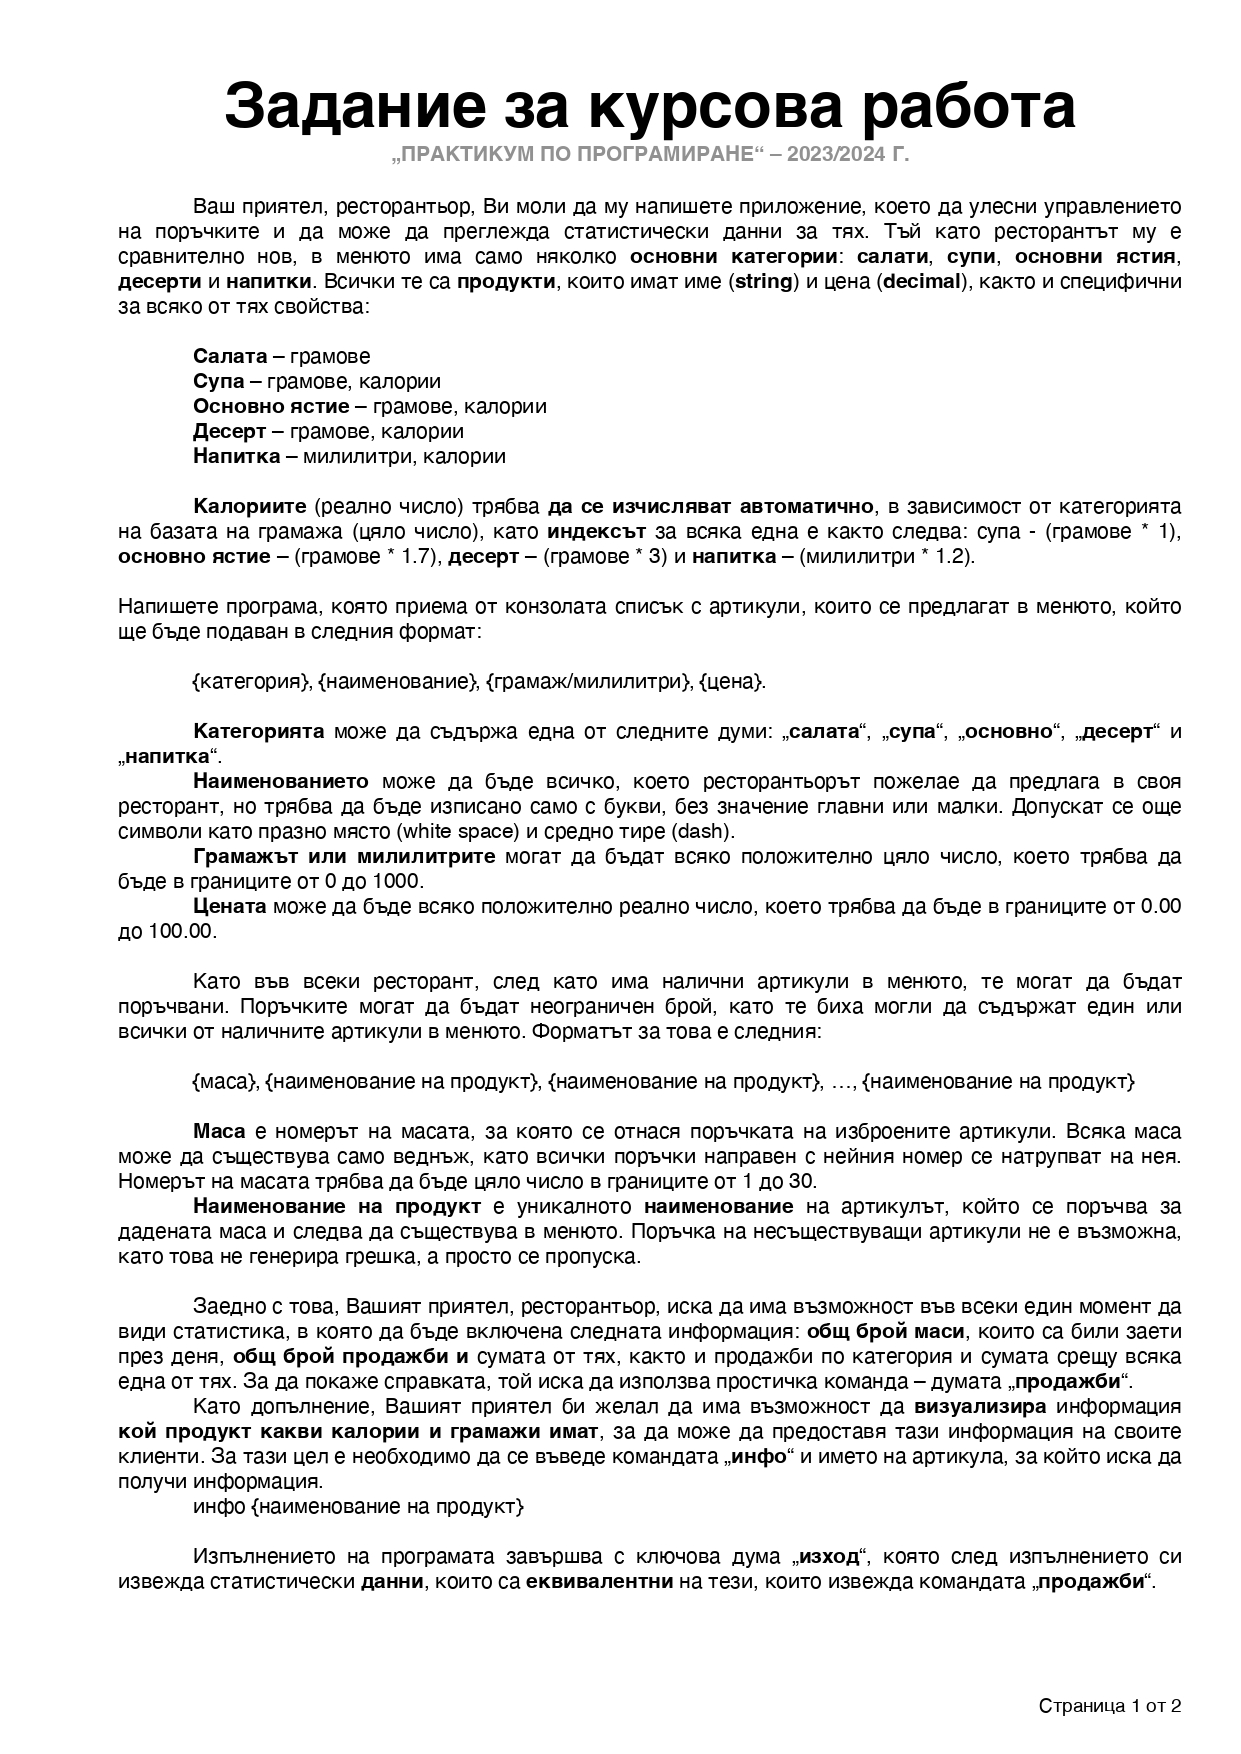 Задание за курсова работа
„ПРАКТИКУМ ПО ПРОГРАМИРАНЕ“ – 2023/2024 Г.
Ваш приятел, ресторантьор, Ви моли да му напишете приложение, което да улесни управлението
на поръчките и да може да преглежда статистически данни за тях. Тъй като ресторантът му е
сравнително нов, в менюто има само няколко основни категории: салати, супи, основни ястия,
десерти и напитки. Всички те са продукти, които имат име (string) и цена (decimal), както и специфични
за всяко от тях свойства:
Салата – грамове
Супа – грамове, калории
Основно ястие – грамове, калории
Десерт – грамове, калории
Напитка – милилитри, калории
Калориите (реално число) трябва да се изчисляват автоматично, в зависимост от категорията
на базата на грамажа (цяло число), като индексът за всяка една е както следва: супа - (грамове * 1),
основно ястие – (грамове * 1.7), десерт – (грамове * 3) и напитка – (милилитри * 1.2).
Напишете програма, която приема от конзолата списък с артикули, които се предлагат в менюто, който
ще бъде подаван в следния формат:
{категория}, {наименование}, {грамаж/милилитри}, {цена}.
Категорията може да съдържа една от следните думи: „салата“, „супа“, „основно“, „десерт“ и
„напитка“.
Наименованието може да бъде всичко, което ресторантьорът пожелае да предлага в своя
ресторант, но трябва да бъде изписано само с букви, без значение главни или малки. Допускат се още
символи като празно място (white space) и средно тире (dash).
Грамажът или милилитрите могат да бъдат всяко положително цяло число, което трябва да
бъде в границите от 0 до 1000.
Цената може да бъде всяко положително реално число, което трябва да бъде в границите от 0.00
до 100.00.
Като във всеки ресторант, след като има налични артикули в менюто, те могат да бъдат
поръчвани. Поръчките могат да бъдат неограничен брой, като те биха могли да съдържат един или
всички от наличните артикули в менюто. Форматът за това е следния:
{маса}, {наименование на продукт}, {наименование на продукт}, …, {наименование на продукт}
Маса е номерът на масата, за която се отнася поръчката на изброените артикули. Всяка маса
може да съществува само веднъж, като всички поръчки направен с нейния номер се натрупват на нея.
Номерът на масата трябва да бъде цяло число в границите от 1 до 30.
Наименование на продукт е уникалното наименование на артикулът, който се поръчва за
дадената маса и следва да съществува в менюто. Поръчка на несъществуващи артикули не е възможна,
като това не генерира грешка, а просто се пропуска.
Заедно с това, Вашият приятел, ресторантьор, иска да има възможност във всеки един момент да
види статистика, в която да бъде включена следната информация: общ брой маси, които са били заети
през деня, общ брой продажби и сумата от тях, както и продажби по категория и сумата срещу всяка
една от тях. За да покаже справката, той иска да използва простичка команда – думата „продажби“.
Като допълнение, Вашият приятел би желал да има възможност да визуализира информация
кой продукт какви калории и грамажи имат, за да може да предоставя тази информация на своите
клиенти. За тази цел е необходимо да се въведе командата „инфо“ и името на артикула, за който иска да
получи информация.
инфо {наименование на продукт}
Изпълнението на програмата завършва с ключова дума „изход“, която след изпълнението си
извежда статистически данни, които са еквивалентни на тези, които извежда командата „продажби“.
Страница 1 от 2